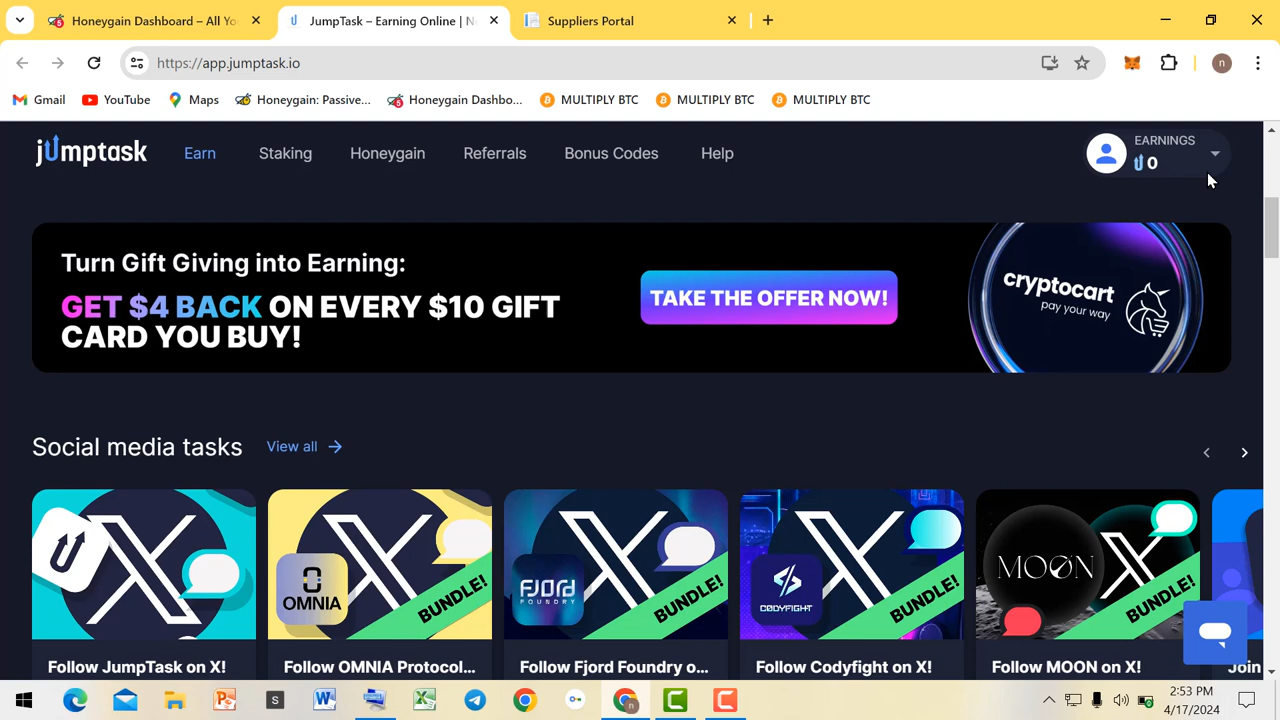 Honeygain Dashboard – All Yo
JumpTask – Earning Online | N
Suppliers Portal
https://app.jumptask.io
n
Gmail
YouTube
Maps
Honeygain: Passive...
Honeygain Dashbo...
MULTIPLY BTC
MULTIPLY BTC
MULTIPLY BTC
jumptask
Earn
Staking
Honeygain
Referrals
Bonus Codes
Help
EARNINGS
0
Turn Gift Giving into Earning:
GET $4 BACK ON EVERY $10 GIFT
CARD YOU BUY!
TAKE THE OFFER NOW!
cryptocart
pay your way
Social media tasks
View all
OMNIA
BUNDLE!
FJORD
FOUNDRY
BUNDLE!
CODYFIGHT
BUNDLE!
MOON
BUNDLE!
Follow JumpTask on X!
Follow OMNIA Protocol...
Follow Fjord Foundry o...
Follow Codyfight on X!
Follow MOON on X!
Join
2:53 PM
4/17/2024